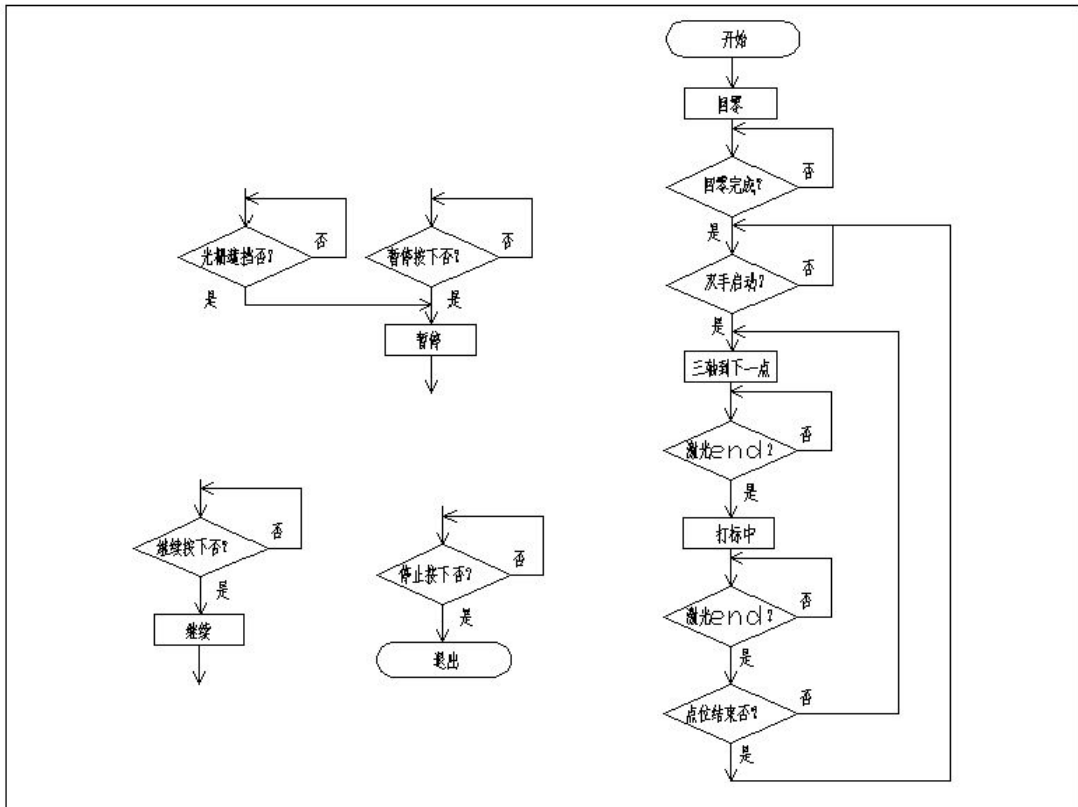 开始
回零
回零完成?
否
是
双手启动?
否
是
三轴到下一点
激光end?
否
是
打标中
激光end?
否
是
点位结束否?
否
是
光栅遮挡否?
否
是
暂停按下否?
否
是
暂停
继续按下否?
否
是
继续
停止按下否?
否
是
退出